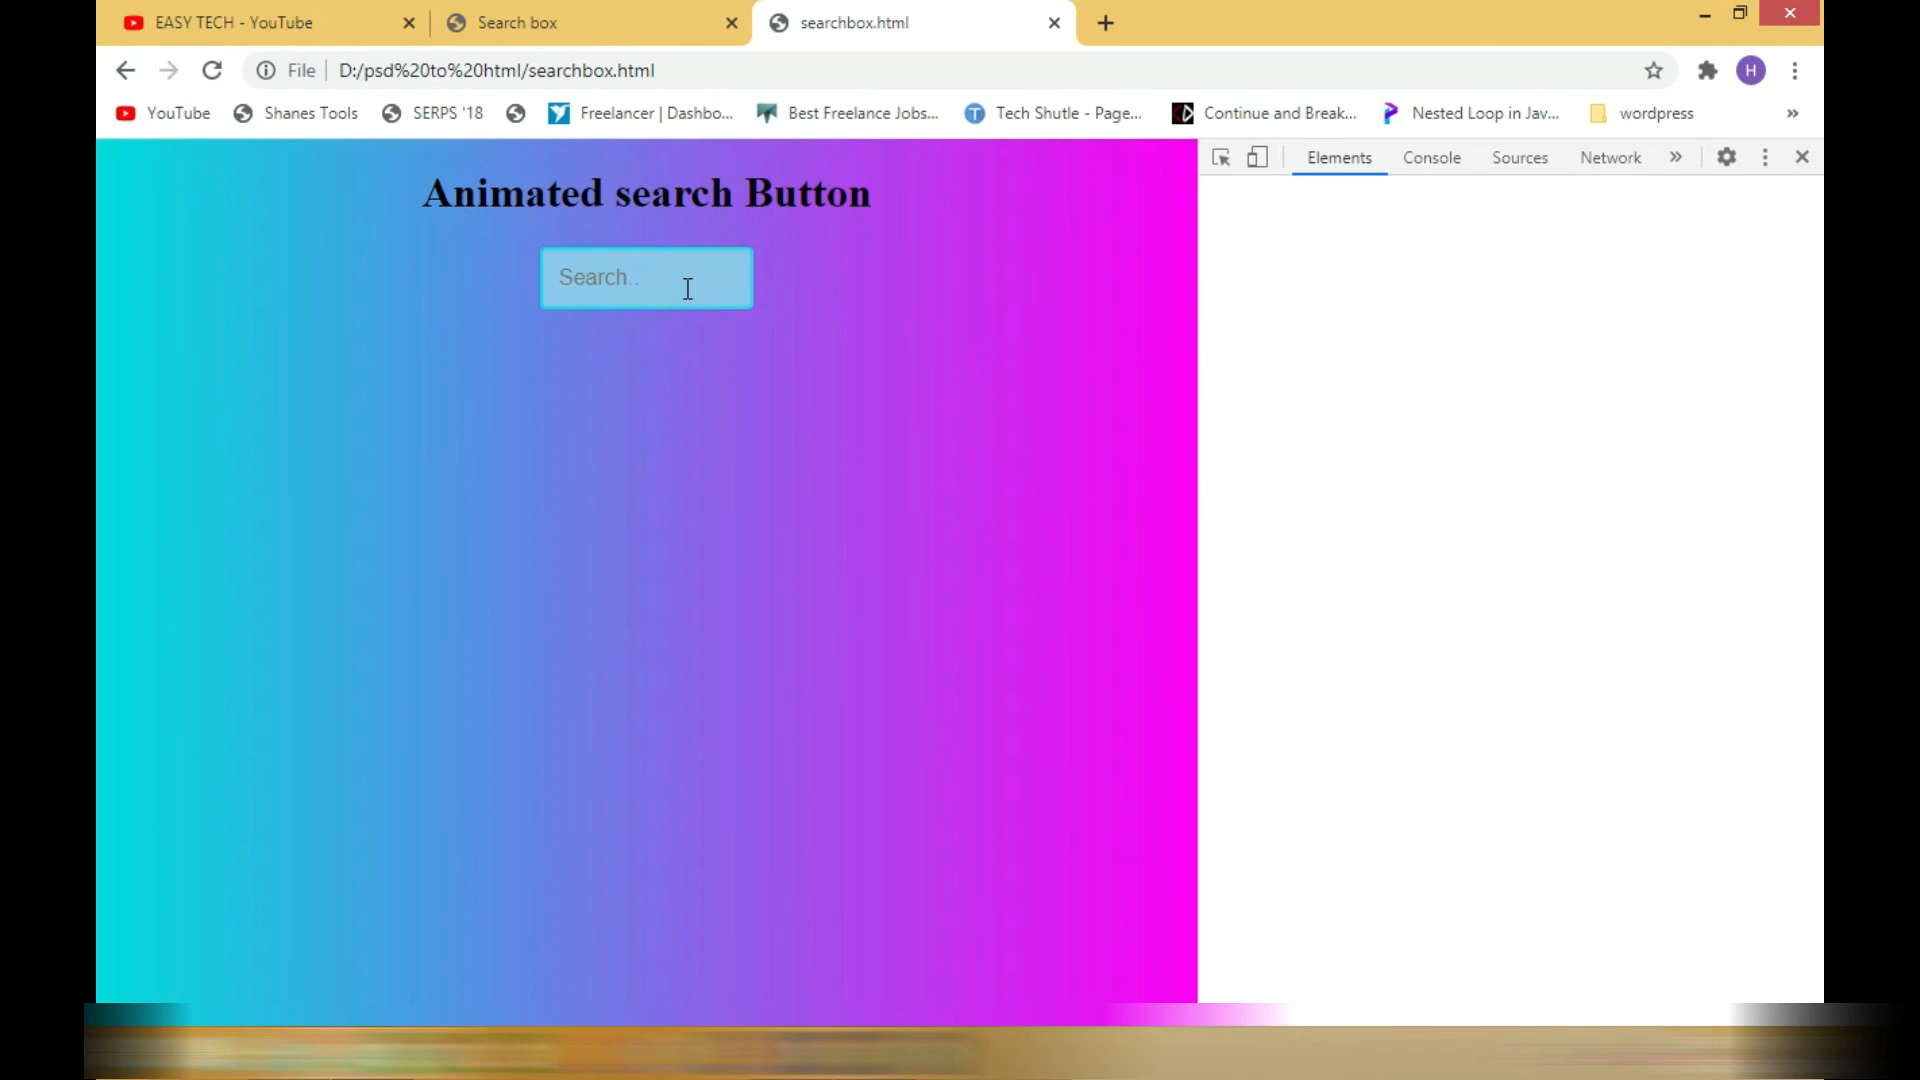 EASY TECH - YouTube
Search box
searchbox.html
File
D:/psd%20to%20html/searchbox.html
H
YouTube
Shanes Tools
SERPS '18
Freelancer | Dashbo...
Best Freelance Jobs...
T
Tech Shutle - Page...
Continue and Break...
Nested Loop in Jav...
wordpress
»
Elements
Console
Sources
Network
»
Animated search Button
Search..